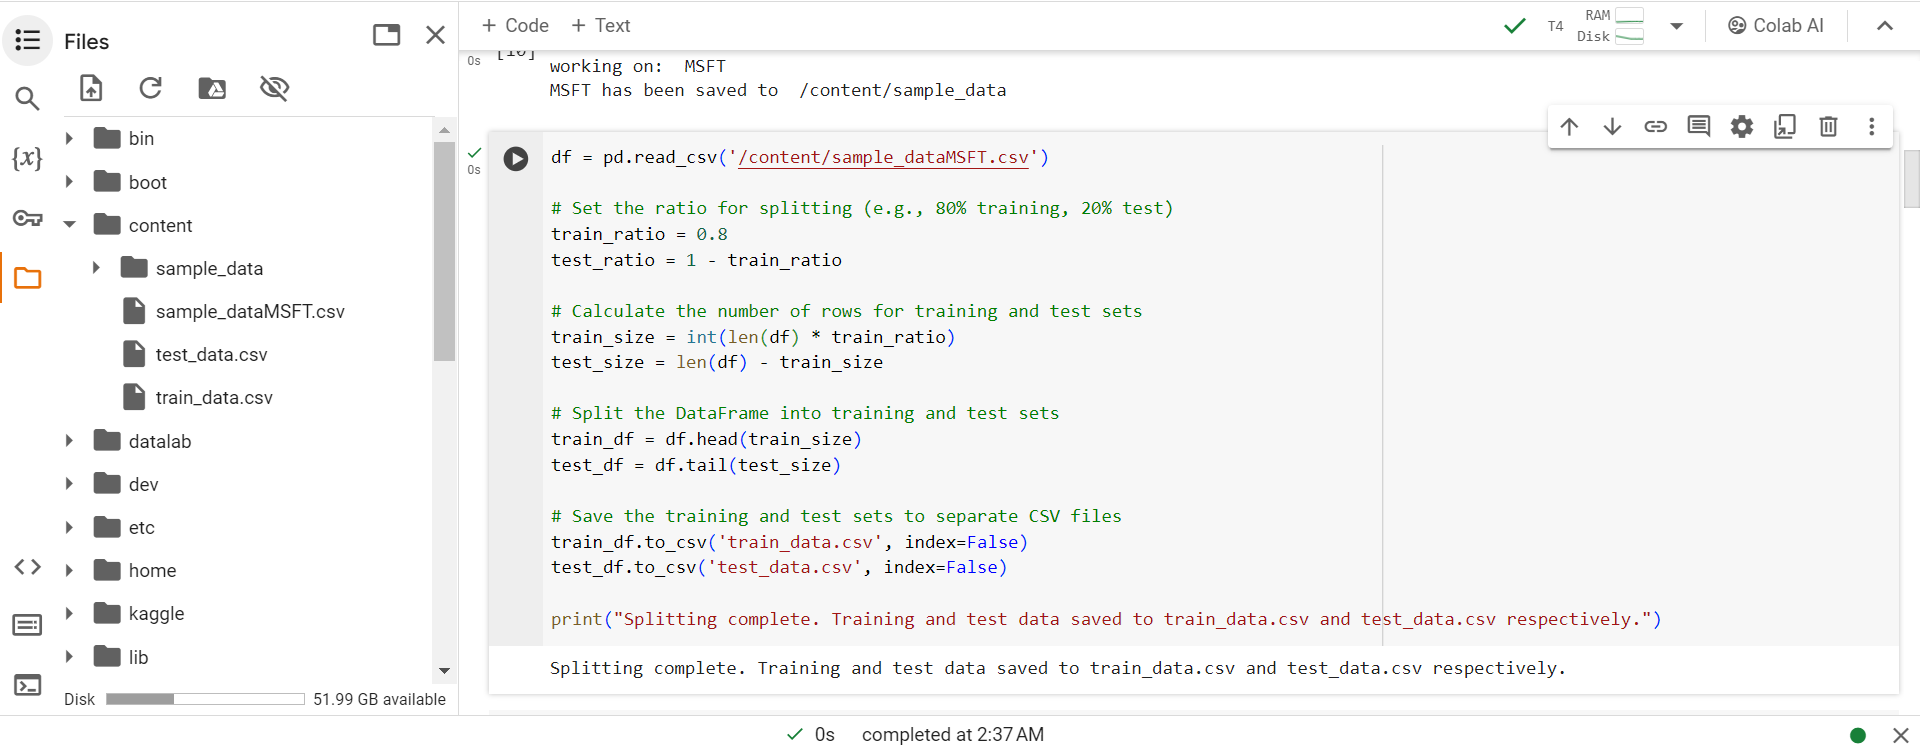 Files
bin
boot
content
sample_data
sample_dataMSFT.csv
test_data.csv
train_data.csv
datalab
dev
etc
home
kaggle
lib
Disk 51.99 GB available
+ Code + Text
T4 RAM Disk
Colab AI
0s
[10]
working on:  MSFT
MSFT has been saved to  /content/sample_data
0s
df = pd.read_csv('/content/sample_dataMSFT.csv')
# Set the ratio for splitting (e.g., 80% training, 20% test)
train_ratio = 0.8
test_ratio = 1 - train_ratio
# Calculate the number of rows for training and test sets
train_size = int(len(df) * train_ratio)
test_size = len(df) - train_size
# Split the DataFrame into training and test sets
train_df = df.head(train_size)
test_df = df.tail(test_size)
# Save the training and test sets to separate CSV files
train_df.to_csv('train_data.csv', index=False)
test_df.to_csv('test_data.csv', index=False)
print("Splitting complete. Training and test data saved to train_data.csv and test_data.csv respectively.")
Splitting complete. Training and test data saved to train_data.csv and test_data.csv respectively.
0s completed at 2:37 AM